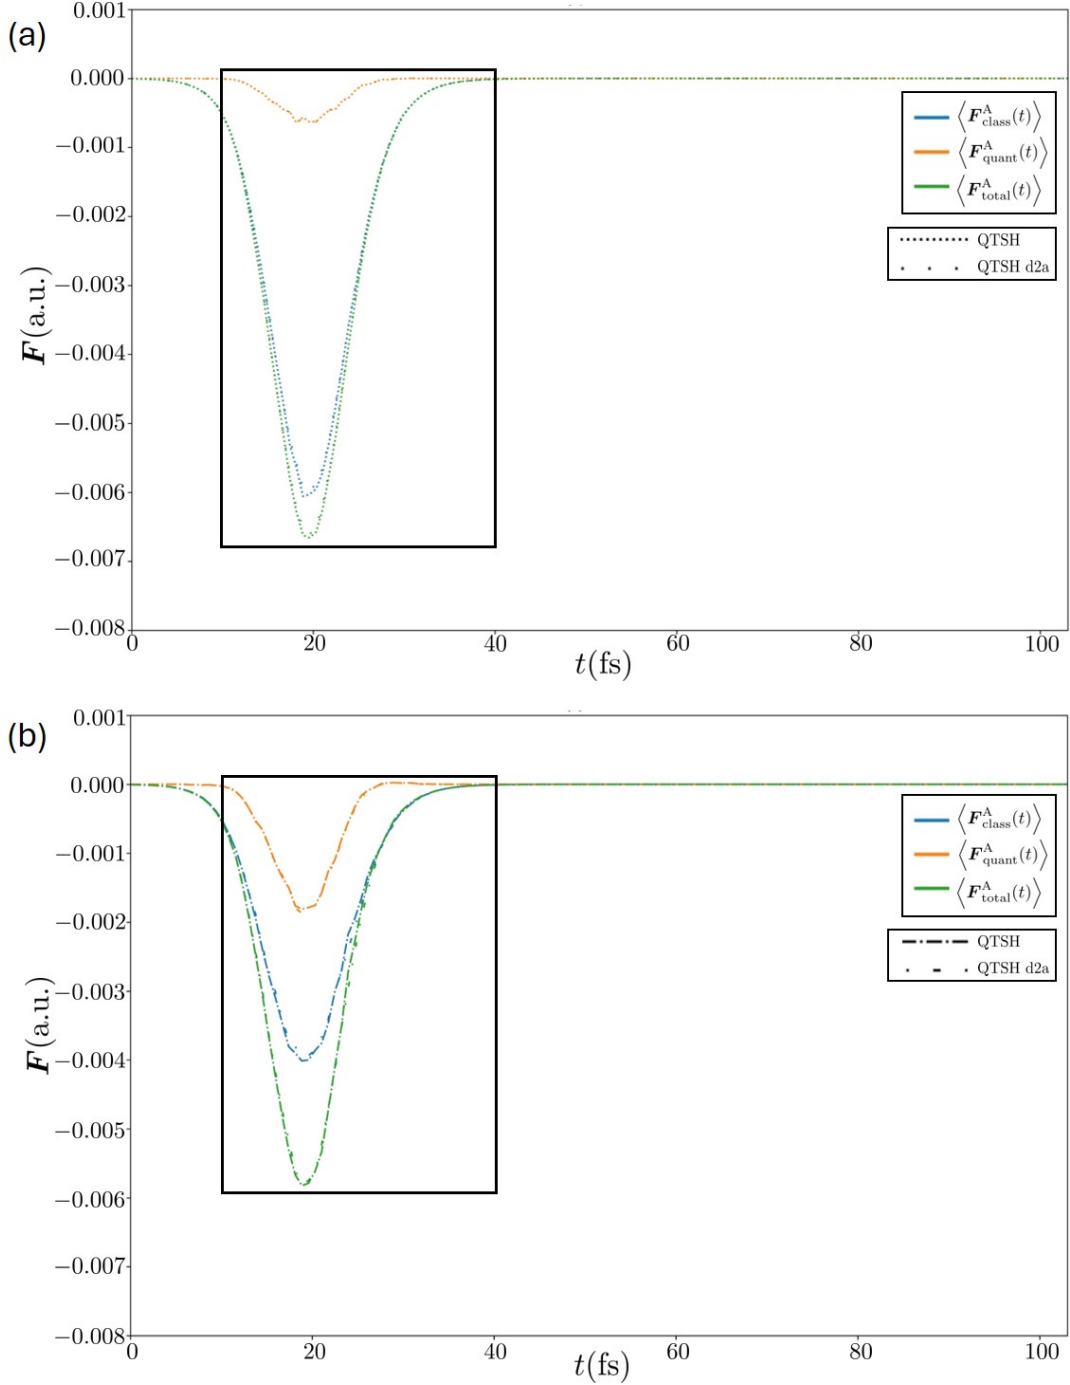 (a)
0.001
0.000
−0.001
−0.002
−0.003
−0.004
−0.005
−0.006
−0.007
−0.008
F(a.u.)
0 20 40 60 80 100
t(fs)
⟨F^A_class(t)⟩
⟨F^A_quant(t)⟩
⟨F^A_total(t)⟩
QTSH
QTSH d2a
(b)
0.001
0.000
−0.001
−0.002
−0.003
−0.004
−0.005
−0.006
−0.007
−0.008
F(a.u.)
0 20 40 60 80 100
t(fs)
⟨F^A_class(t)⟩
⟨F^A_quant(t)⟩
⟨F^A_total(t)⟩
QTSH
QTSH d2a